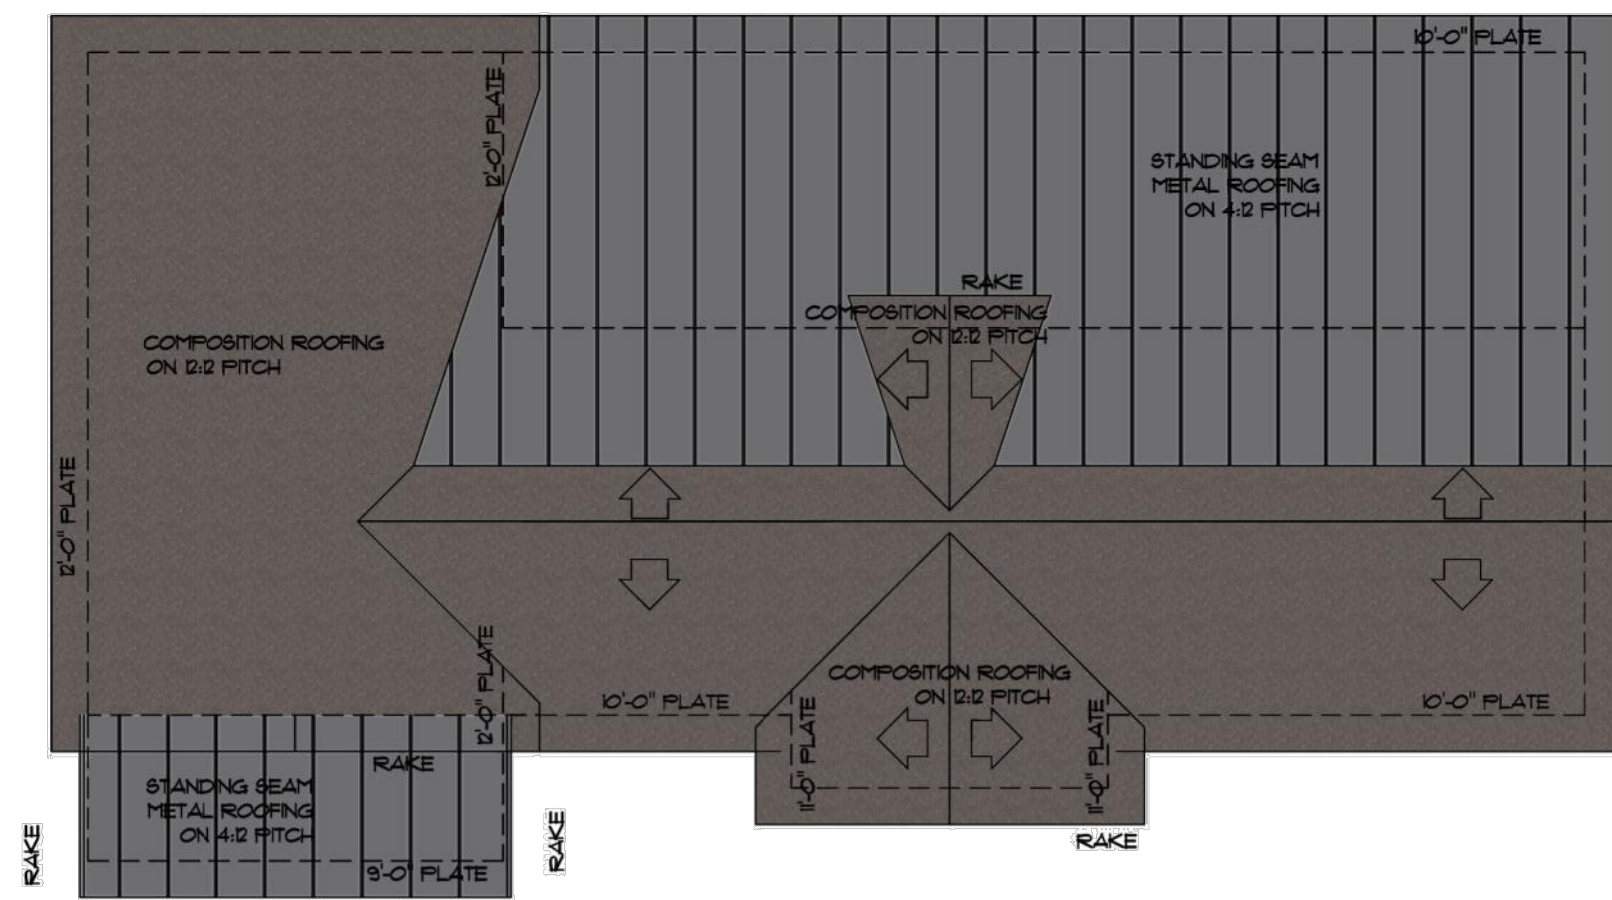 10'-0" PLATE
12'-0" PLATE
STANDING SEAM
METAL ROOFING
ON 4:12 PITCH
RAKE
COMPOSITION ROOFING
ON 12:12 PITCH
COMPOSITION ROOFING
ON 12:12 PITCH
12'-0" PLATE
12'-0" PLATE
COMPOSITION ROOFING
ON 12:12 PITCH
10'-0" PLATE
10'-0" PLATE
11'-0" PLATE
11'-0" PLATE
RAKE
STANDING SEAM
METAL ROOFING
ON 4:12 PITCH
RAKE
RAKE
RAKE
9'-0" PLATE